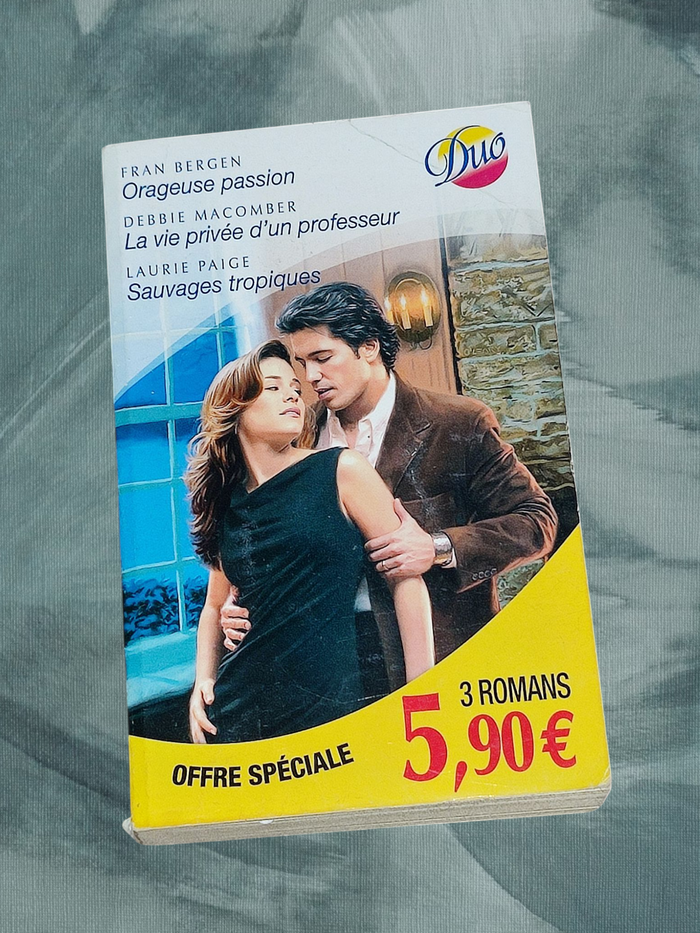 FRAN BERGEN
Orageuse passion
Duo
DEBBIE MACOMBER
La vie privée d'un professeur
LAURIE PAIGE
Sauvages tropiques
3 ROMANS
OFFRE SPÉCIALE
5,90€